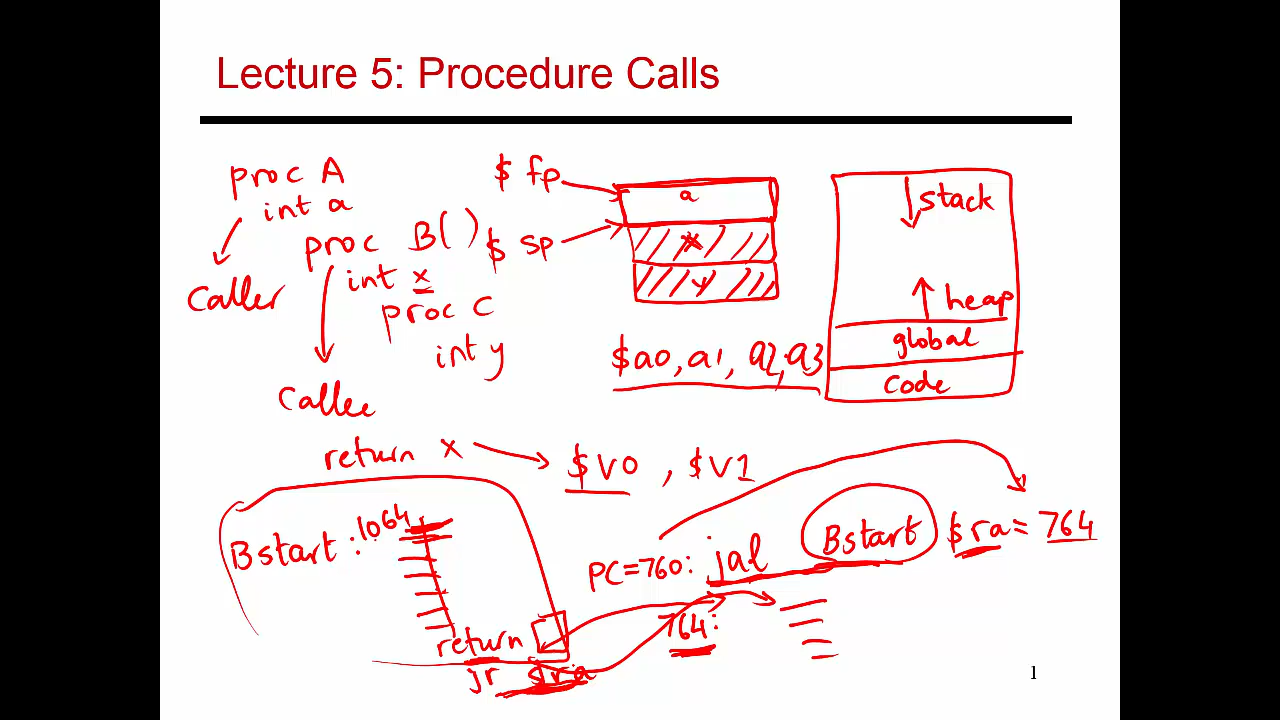 Lecture 5: Procedure Calls
proc A
int a
Caller
proc B()
int x
proc C
int y
Callee
return x
$ fp
$ sp
a
x
y
$a0, a1, a2, a3
stack
heap
global
code
$v0 , $v1
Bstart : 1064
return
jr $ra
PC=760: jal Bstart
764:
$ra = 764
1